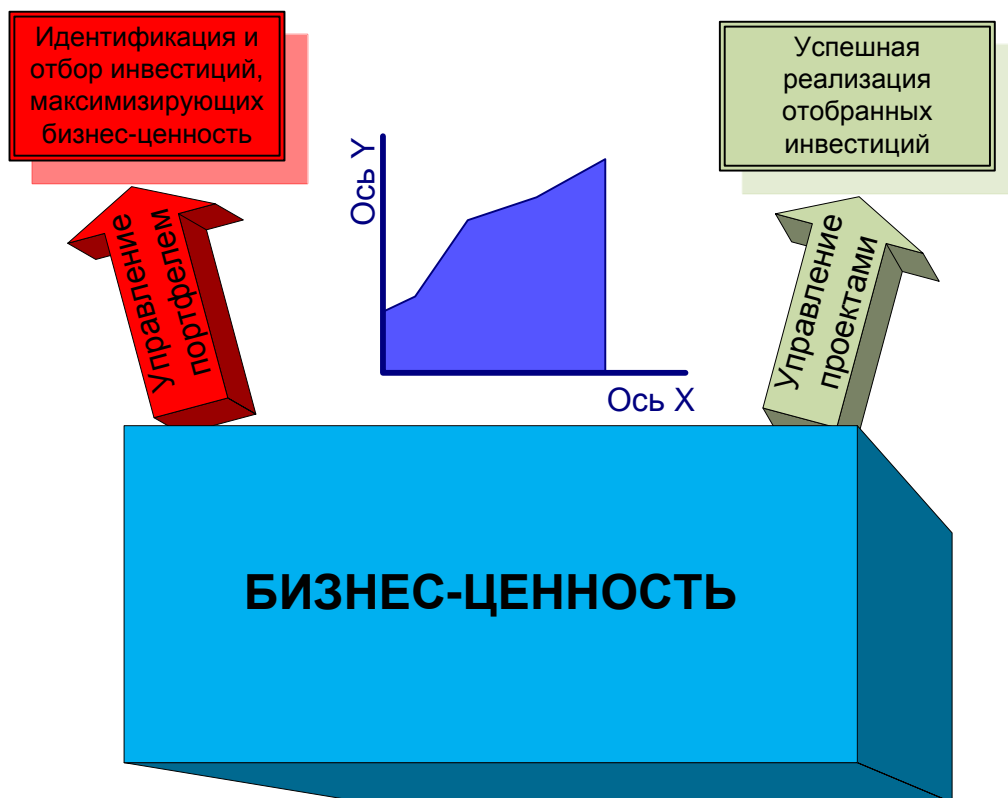 Идентификация и
отбор инвестиций,
максимизирующих
бизнес-ценность
Успешная
реализация
отобранных
инвестиций
Управление
портфелем
Ось Y
Ось X
Управление
проектами
БИЗНЕС-ЦЕННОСТЬ